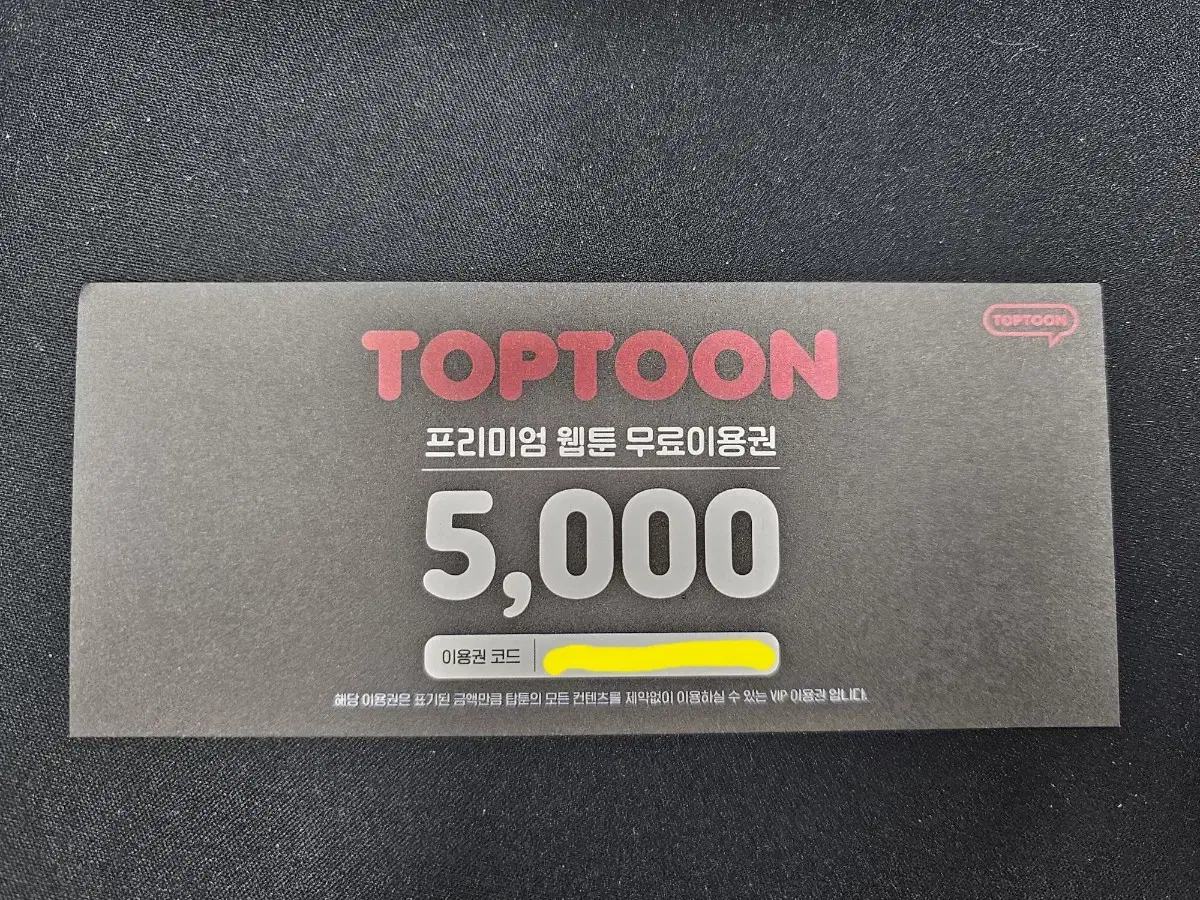 TOPTOON
TOPTOON
프리미엄 웹툰 무료이용권
5,000
이용권 코드
해당 이용권은 표기된 금액만큼 탑툰의 모든 컨텐츠를 제약없이 이용하실 수 있는 VIP 이용권 입니다.